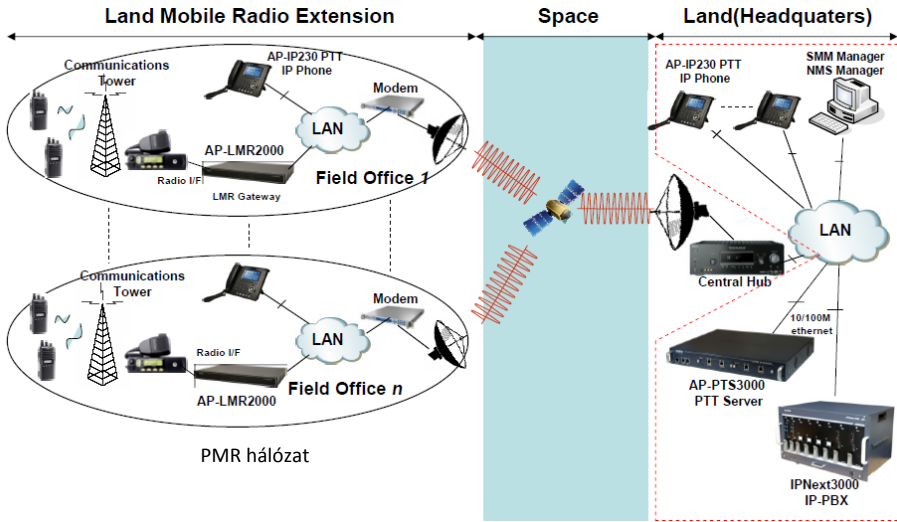 Land Mobile Radio Extension
Space
Land(Headquaters)
Communications
Tower
AP-IP230 PTT
IP Phone
Modem
LAN
AP-LMR2000
Radio I/F
LMR Gateway
Field Office 1
Communications
Tower
Modem
LAN
Radio I/F
AP-LMR2000
Field Office n
PMR hálózat
AP-IP230 PTT
IP Phone
SMM Manager
NMS Manager
LAN
Central Hub
10/100M
ethernet
AP-PTS3000
PTT Server
IPNext3000
IP-PBX